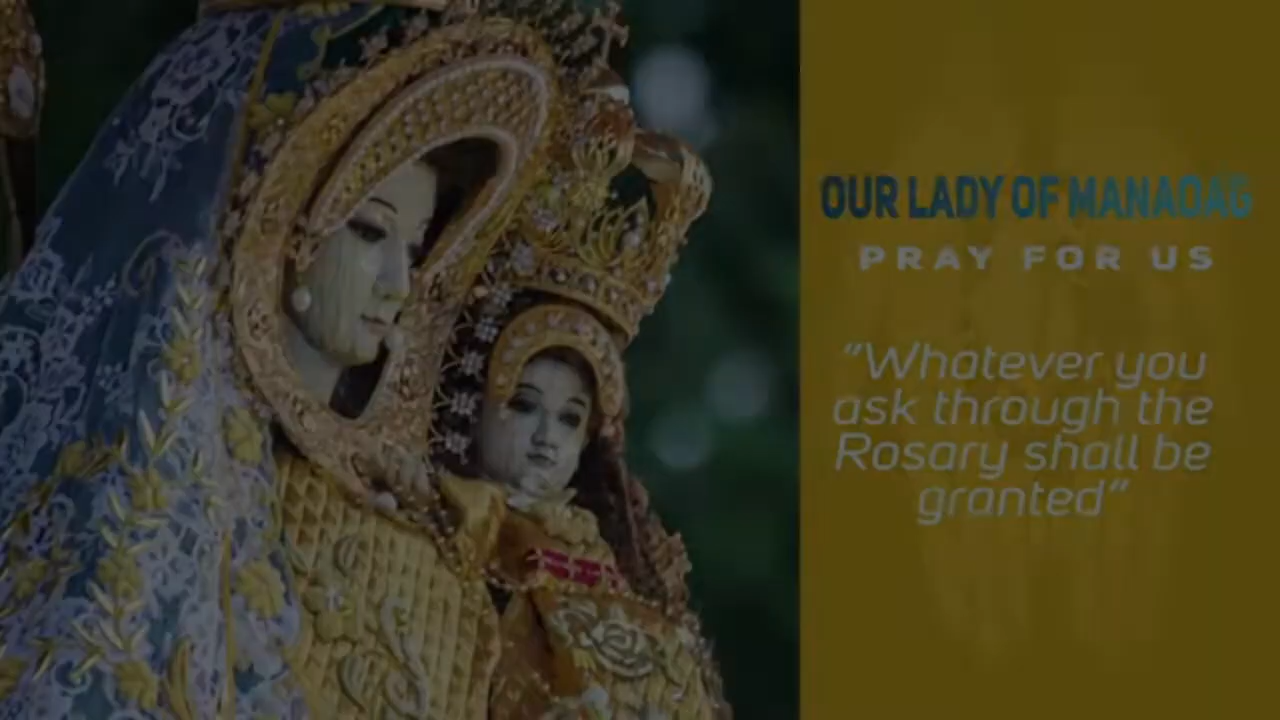 OUR LADY OF MANAOAG
PRAY FOR US
“Whatever you
ask through the
Rosary shall be
granted”